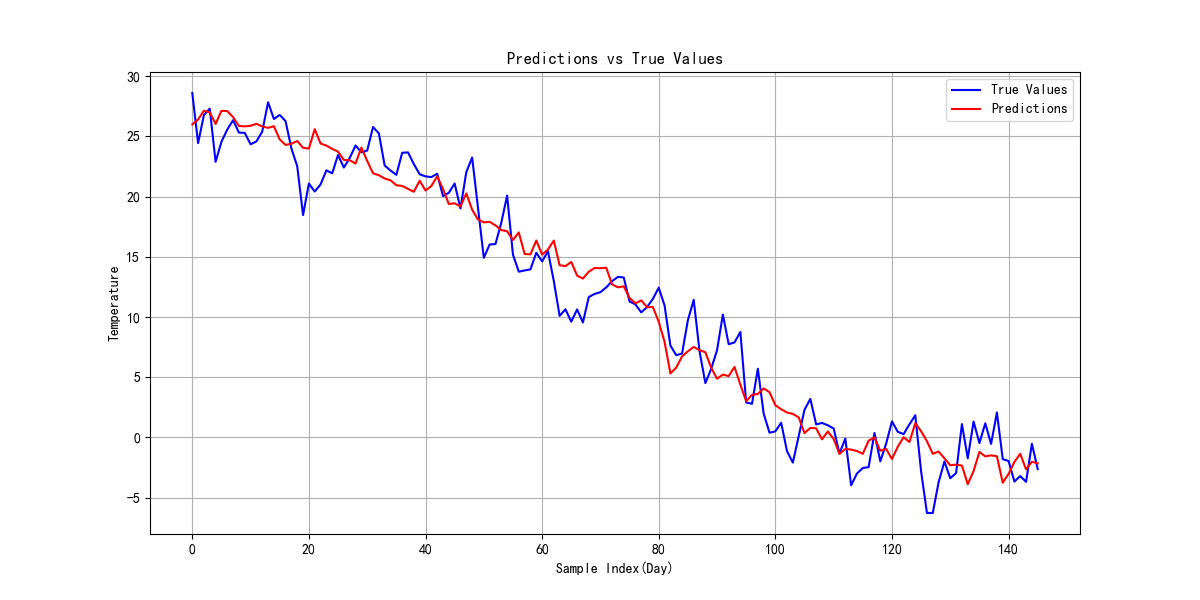 Predictions vs True Values
True Values
Predictions
30
25
20
15
10
5
0
−5
Temperature
0 20 40 60 80 100 120 140
Sample Index(Day)